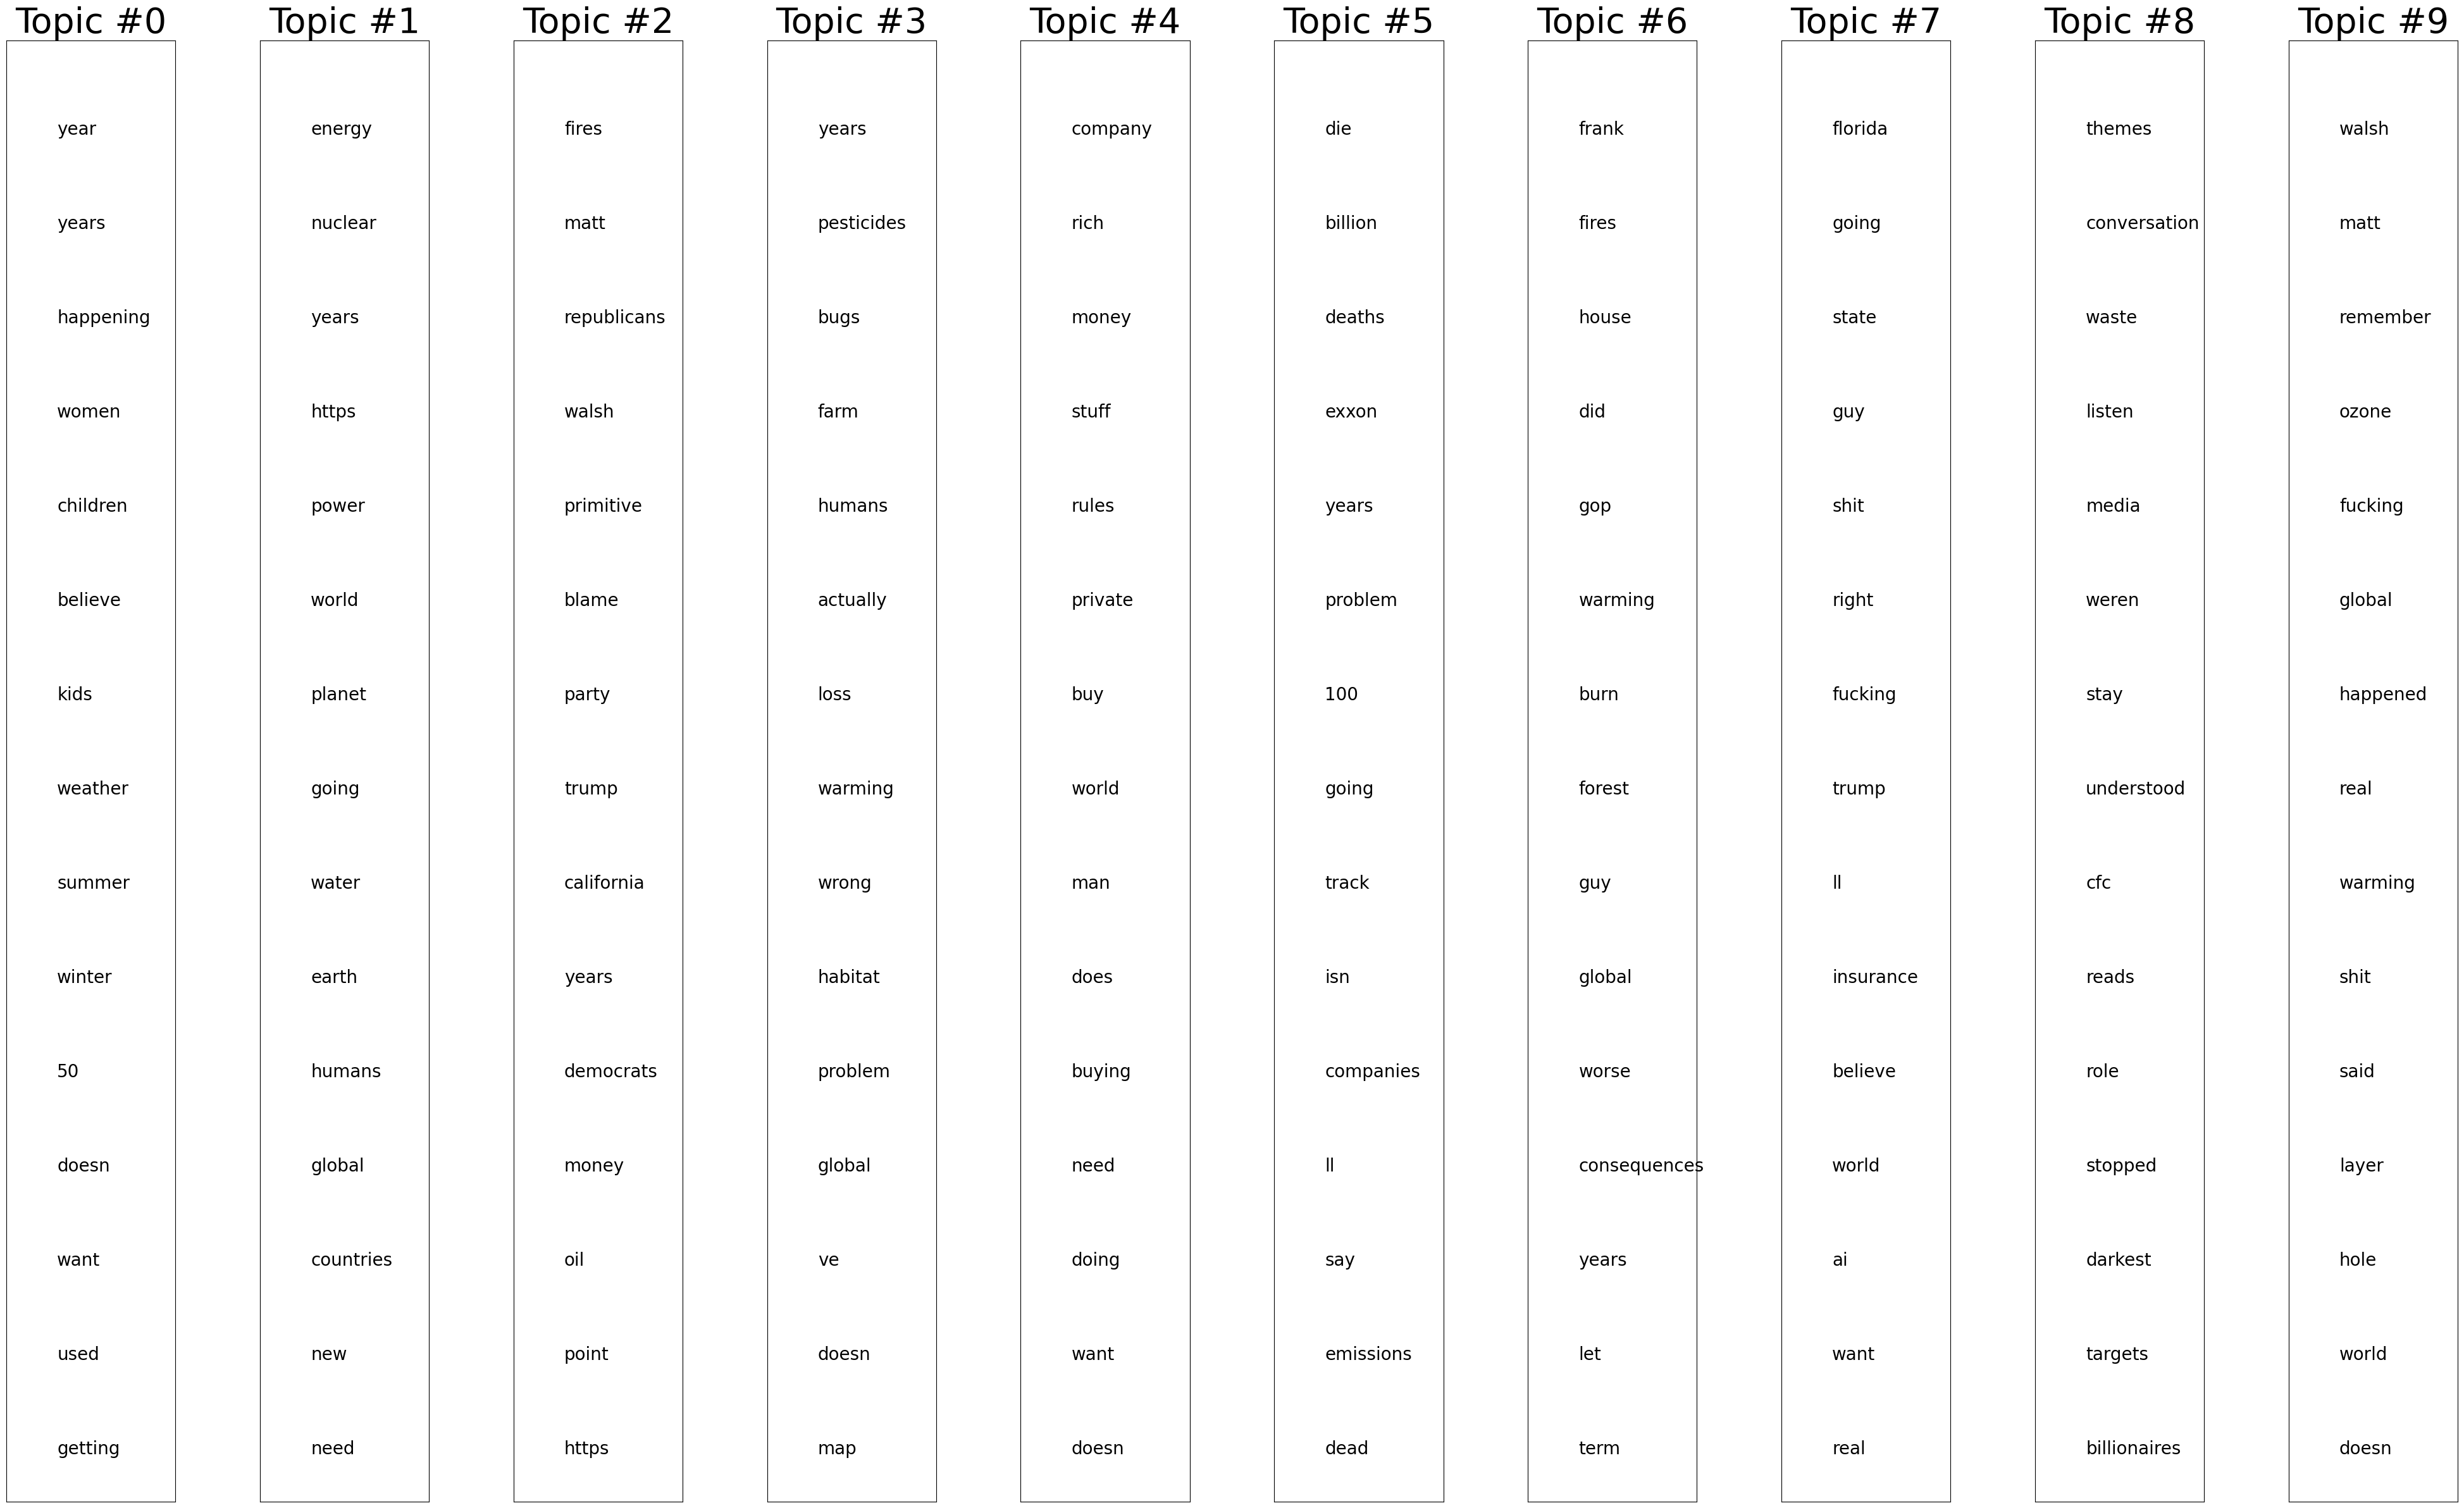 Topic #0 Topic #1 Topic #2 Topic #3 Topic #4 Topic #5 Topic #6 Topic #7 Topic #8 Topic #9
year energy fires years company die frank florida themes walsh
years nuclear matt pesticides rich billion fires going conversation matt
happening years republicans bugs money deaths house state waste remember
women https walsh farm stuff exxon did guy listen ozone
children power primitive humans rules years gop shit media fucking
believe world blame actually private problem warming right weren global
kids planet party loss buy 100 burn fucking stay happened
weather going trump warming world going forest trump understood real
summer water california wrong man track guy ll cfc warming
winter earth years habitat does isn global insurance reads shit
50 humans democrats problem buying companies worse believe role said
doesn global money global need ll consequences world stopped layer
want countries oil ve doing say years ai darkest hole
used new point doesn want emissions let want targets world
getting need https map doesn dead term real billionaires doesn